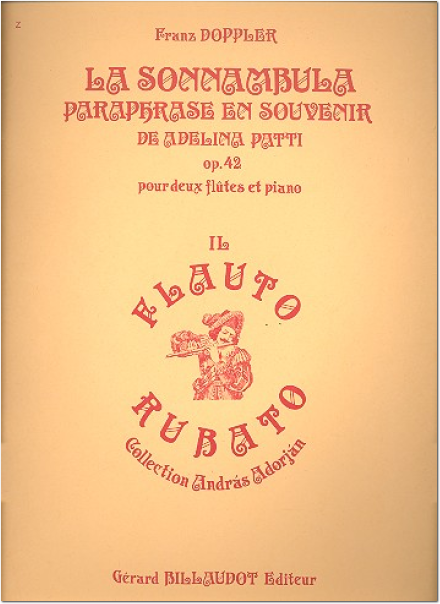 Z
Franz DOPPLER
LA SONNAMBULA
PARAPHRASE EN SOUVENIR
DE ADELINA PATTI
op. 42
pour deux flûtes et piano
IL
FLAUTO
RUBATO
Collection András Adorján
Gérard BILLAUDOT Editeur